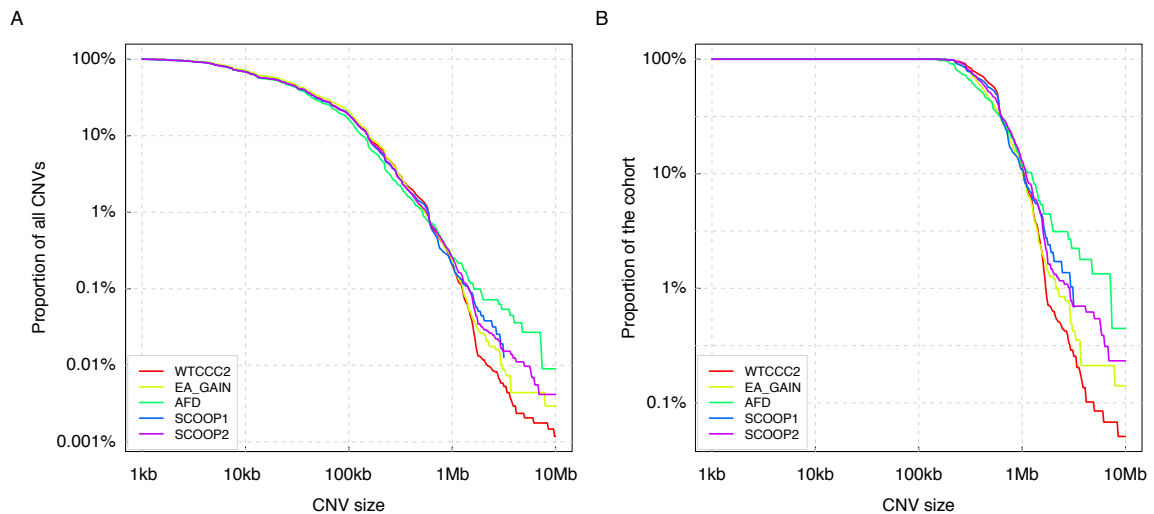 A
Proportion of all CNVs
100%
10%
1%
0.1%
0.01%
0.001%
WTCCC2
EA_GAIN
AFD
SCOOP1
SCOOP2
1kb 10kb 100kb 1Mb 10Mb
CNV size
B
Proportion of the cohort
100%
10%
1%
0.1%
WTCCC2
EA_GAIN
AFD
SCOOP1
SCOOP2
1kb 10kb 100kb 1Mb 10Mb
CNV size